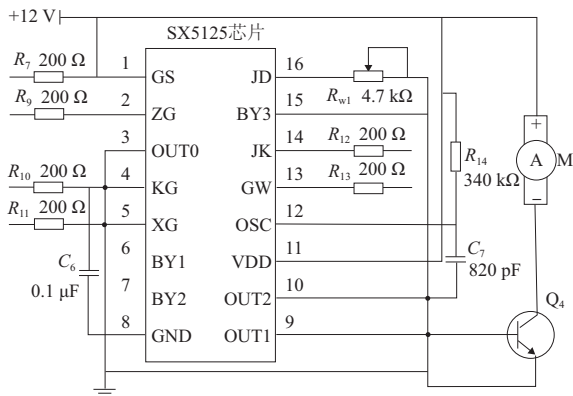 +12 V
SX5125芯片
R7 200 Ω
1
GS
JD
16
Rw1 4.7 kΩ
R9 200 Ω
2
ZG
BY3
15
3
OUT0
JK
14
R12 200 Ω
R10 200 Ω
4
KG
GW
13
R13 200 Ω
R11 200 Ω
5
XG
OSC
12
R14
340 kΩ
+
A
M
−
C6
0.1 μF
6
BY1
VDD
11
C7
820 pF
7
BY2
OUT2
10
8
GND
OUT1
9
Q4